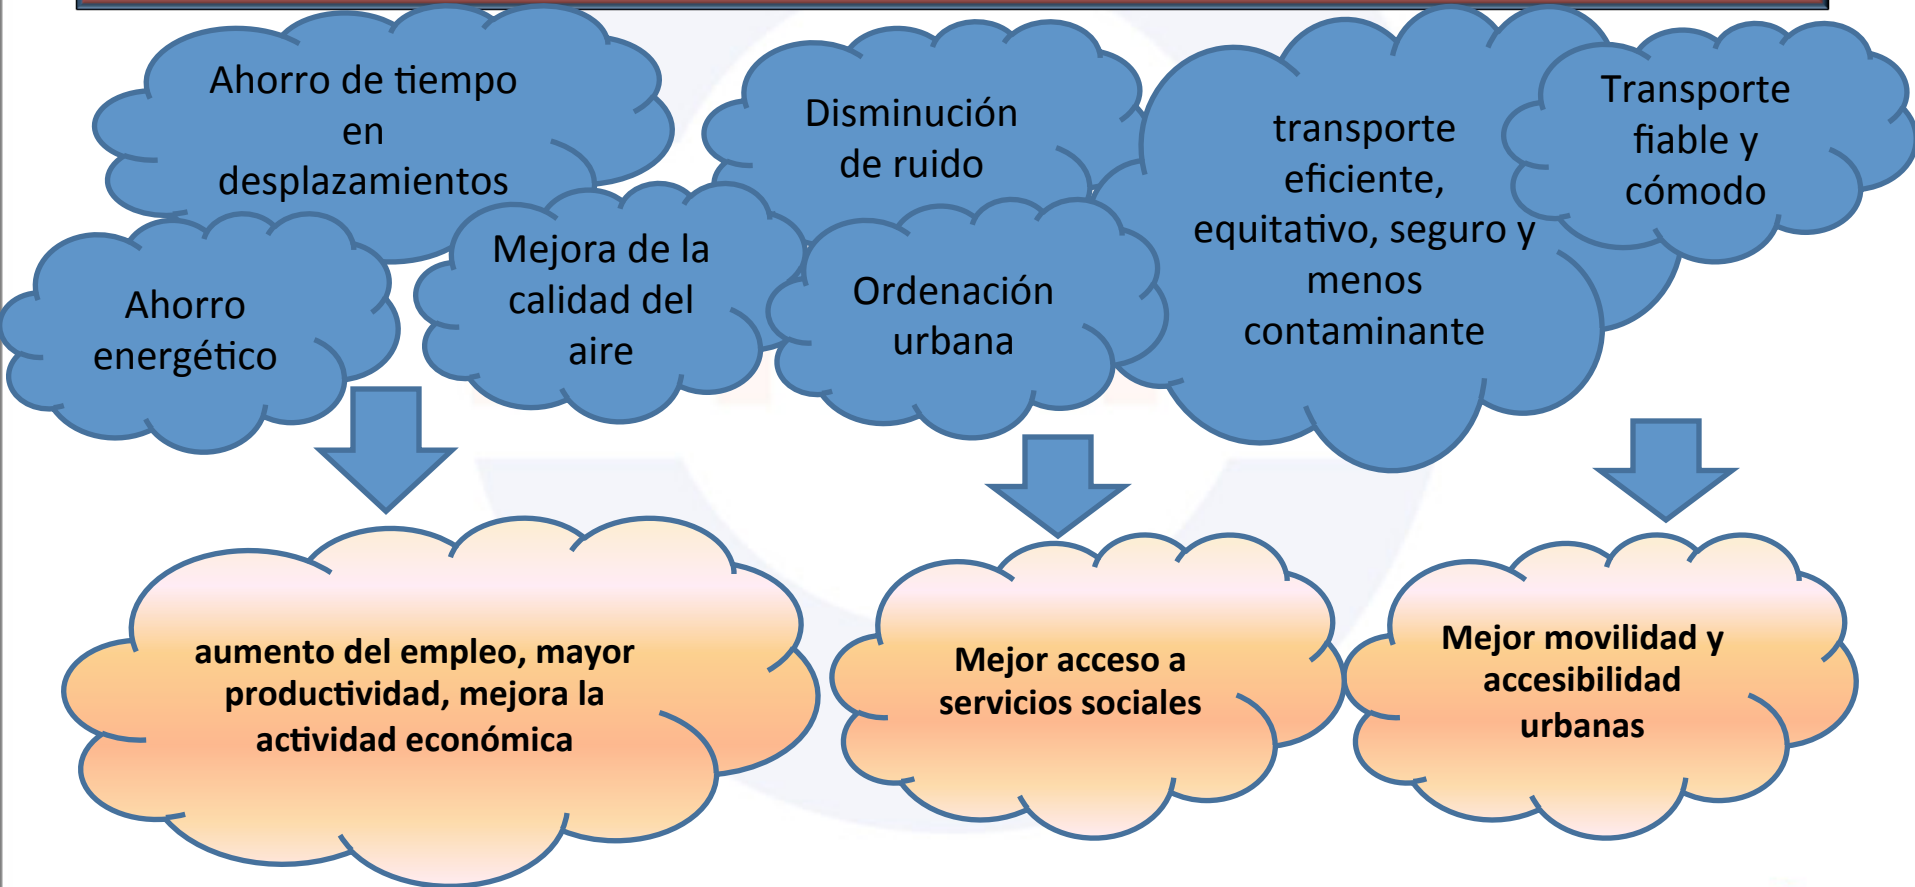 Ahorro de tiempo
en
desplazamientos
Disminución
de ruido
transporte
eficiente,
equitativo, seguro y
menos
contaminante
Transporte
fiable y
cómodo
Ahorro
energético
Mejora de la
calidad del
aire
Ordenación
urbana
aumento del empleo, mayor
productividad, mejora la
actividad económica
Mejor acceso a
servicios sociales
Mejor movilidad y
accesibilidad
urbanas